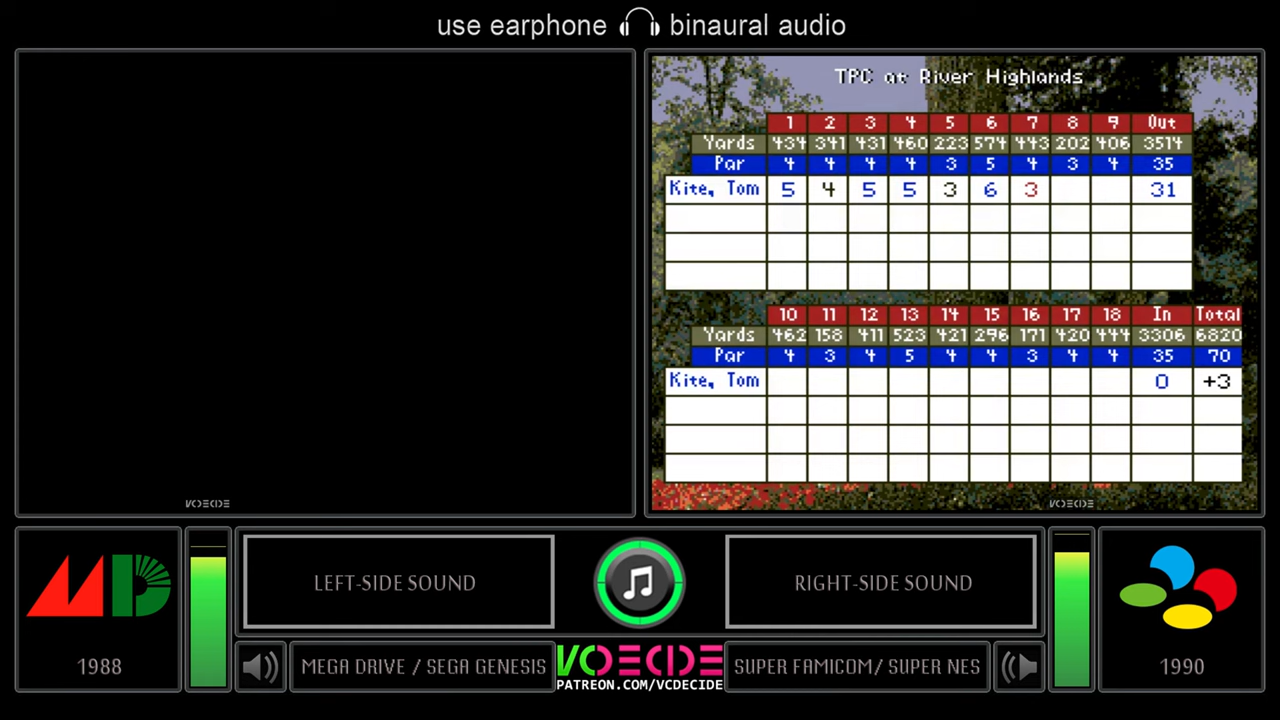 use earphone binaural audio
TPC at River Highlands
1 2 3 4 5 6 7 8 9 Out
Yards 434 341 431 460 223 574 443 202 406 3514
Par 4 4 4 4 3 5 4 3 4 35
Kite, Tom 5 4 5 5 3 6 3 31
10 11 12 13 14 15 16 17 18 In Total
Yards 462 158 411 523 421 296 171 420 444 3306 6820
Par 4 3 4 5 4 4 3 4 4 35 70
Kite, Tom 0 +3
VCDECIDE VCDECIDE
MD
LEFT-SIDE SOUND
RIGHT-SIDE SOUND
1988
MEGA DRIVE / SEGA GENESIS
VCDECIDE
PATREON.COM/VCDECIDE
SUPER FAMICOM/ SUPER NES
1990